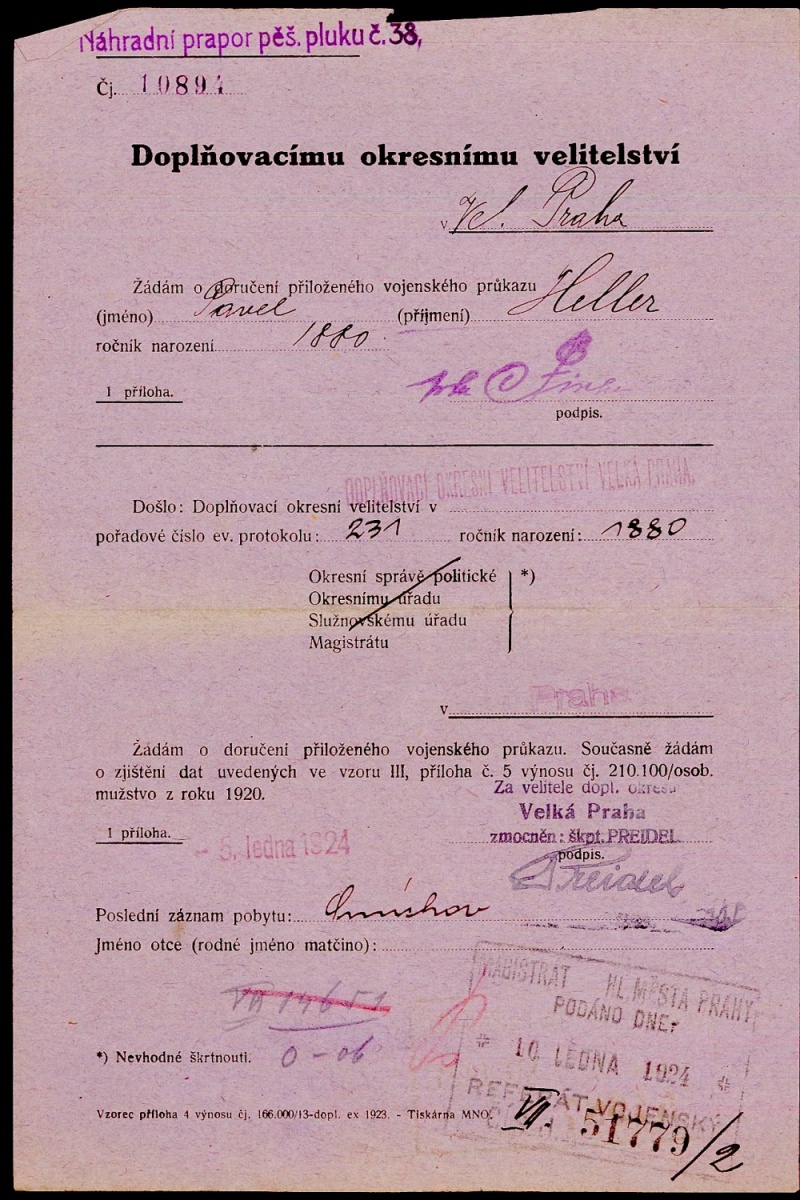 Náhradní prapor pěš. pluku č. 38,
Čj. 10894
Doplňovacímu okresnímu velitelství
v Vel. Praha
Žádám o doručení přiloženého vojenského průkazu
(jméno) Pavel (příjmení) Heller
ročník narození 1880.
1 příloha.
podpis.
DOPLŇOVACÍ OKRESNÍ VELITELSTVÍ VELKÁ PRAHA.
Došlo: Doplňovací okresní velitelství v
pořadové číslo ev. protokolu: 231 ročník narození: 1880
Okresní správě politické *)
Okresnímu úřadu
Služnovskému úřadu
Magistrátu
v Praha
Žádám o doručení přiloženého vojenského průkazu. Současně žádám
o zjištění dat uvedených ve vzoru III, příloha č. 5 výnosu čj. 210.100/osob.
mužstvo z roku 1920.
Za velitele dopl. okresu
Velká Praha
1 příloha.
zmocněn: škpt. PREIDEL
- 5. ledna 1924
podpis.
Preidel
Poslední záznam pobytu: Smíchov
Jméno otce (rodné jméno matčino):
MAGISTRÁT HL. MĚSTA PRAHY
PODÁNO DNE:
VII 14651
10 LEDNA 1924
*) Nevhodné škrtnouti. 0-06
REFERÁT VOJENSKÝ
Vzorec příloha 4 výnosu čj. 166.000/13-dopl. ex 1923. - Tiskárna MNO.
VII. 51779/2